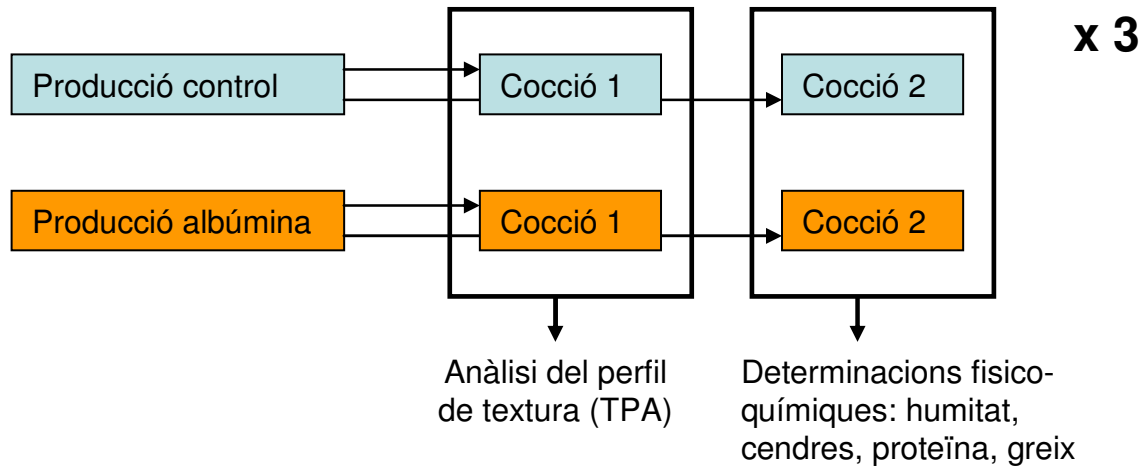 x 3
Producció control
Cocció 1
Cocció 2
Producció albúmina
Cocció 1
Cocció 2
Anàlisi del perfil
de textura (TPA)
Determinacions fisico-
químiques: humitat,
cendres, proteïna, greix